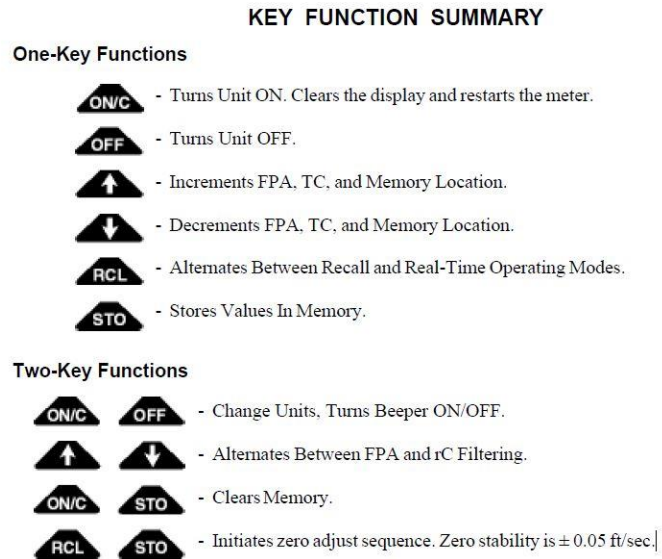 KEY FUNCTION SUMMARY
One-Key Functions
ON/C - Turns Unit ON. Clears the display and restarts the meter.
OFF - Turns Unit OFF.
- Increments FPA, TC, and Memory Location.
- Decrements FPA, TC, and Memory Location.
RCL - Alternates Between Recall and Real-Time Operating Modes.
STO - Stores Values In Memory.
Two-Key Functions
ON/C OFF - Change Units, Turns Beeper ON/OFF.
- Alternates Between FPA and rC Filtering.
ON/C STO - Clears Memory.
RCL STO - Initiates zero adjust sequence. Zero stability is ± 0.05 ft/sec.